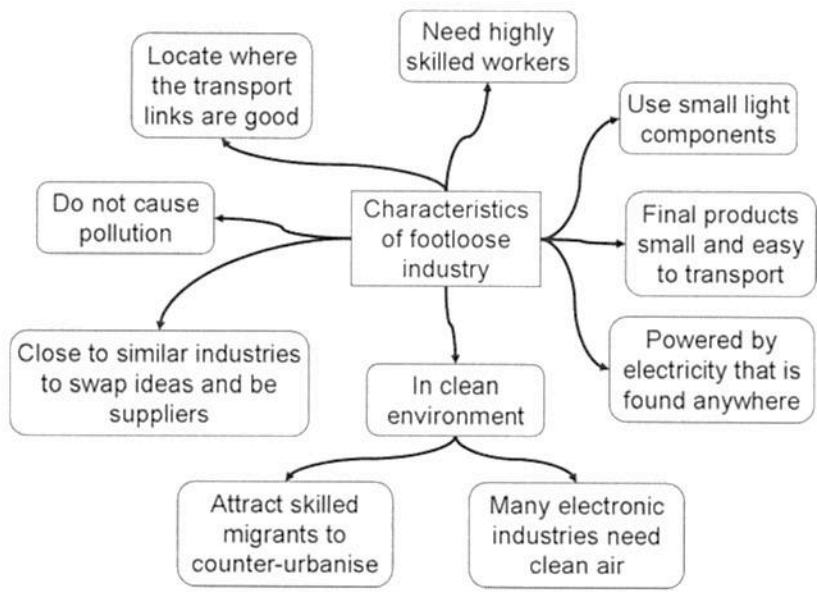 Locate where
the transport
links are good
Need highly
skilled workers
Use small light
components
Do not cause
pollution
Characteristics
of footloose
industry
Final products
small and easy
to transport
Close to similar industries
to swap ideas and be
suppliers
In clean
environment
Powered by
electricity that is
found anywhere
Attract skilled
migrants to
counter-urbanise
Many electronic
industries need
clean air